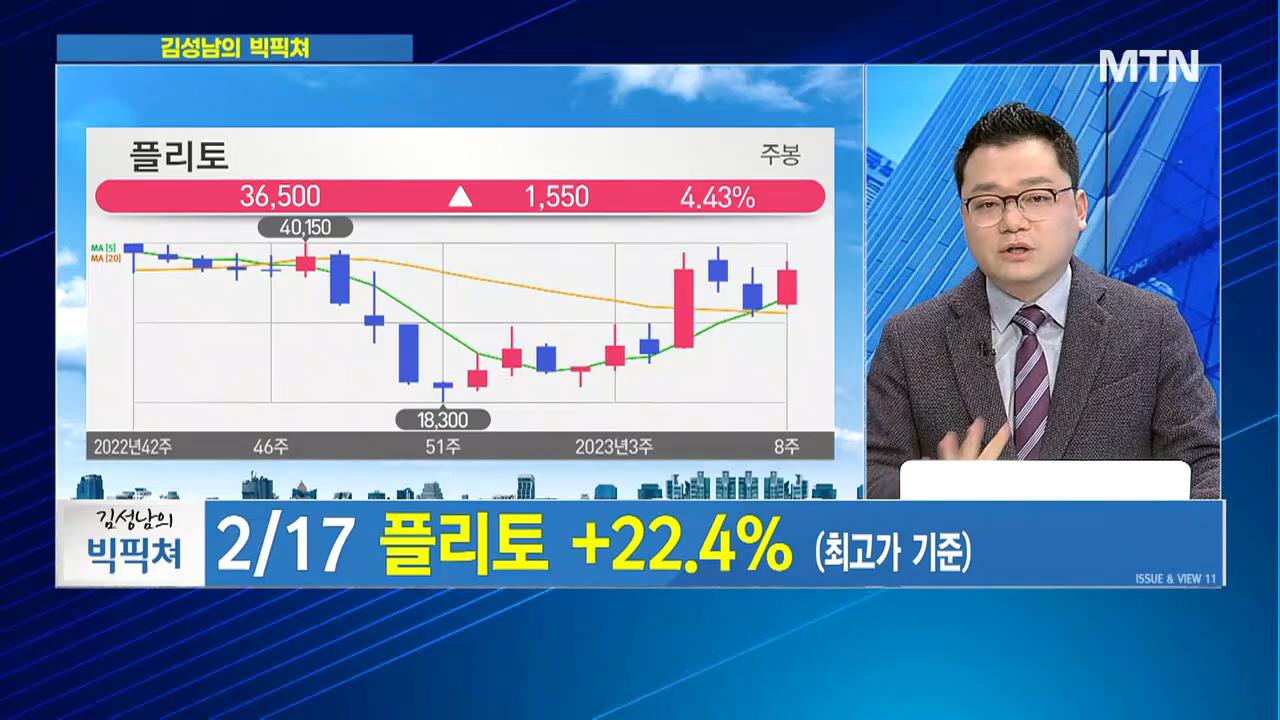 김성남의 빅픽쳐
MTN
플리토
주봉
36,500 ▲ 1,550 4.43%
40,150
MA [5]
MA [20]
18,300
2022년42주 46주 51주 2023년3주 8주
김성남의
빅픽쳐
2/17 플리토 +22.4% (최고가 기준)
ISSUE & VIEW 11